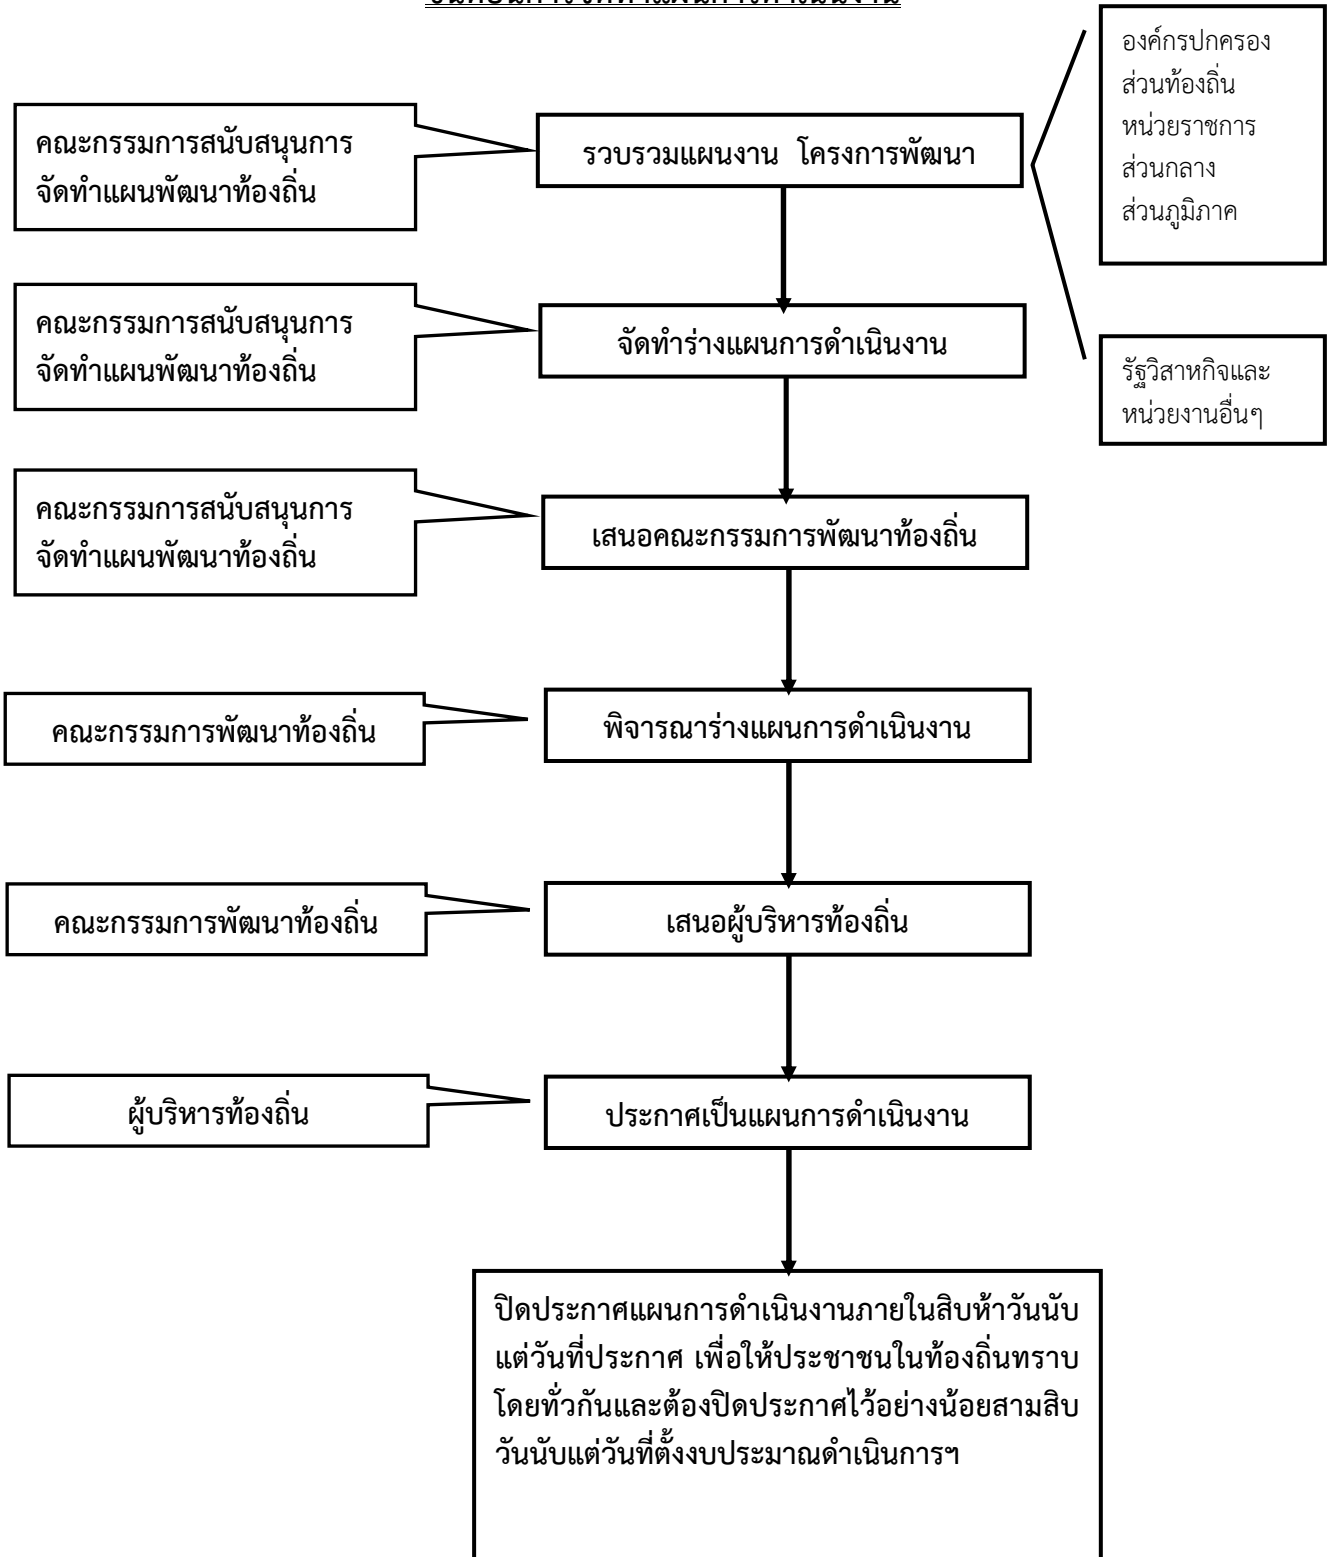 องค์กรปกครอง
ส่วนท้องถิ่น
หน่วยราชการ
ส่วนกลาง
ส่วนภูมิภาค
คณะกรรมการสนับสนุนการ
จัดทำแผนพัฒนาท้องถิ่น
รวบรวมแผนงาน โครงการพัฒนา
คณะกรรมการสนับสนุนการ
จัดทำแผนพัฒนาท้องถิ่น
จัดทำร่างแผนการดำเนินงาน
รัฐวิสาหกิจและ
หน่วยงานอื่นๆ
คณะกรรมการสนับสนุนการ
จัดทำแผนพัฒนาท้องถิ่น
เสนอคณะกรรมการพัฒนาท้องถิ่น
คณะกรรมการพัฒนาท้องถิ่น
พิจารณาร่างแผนการดำเนินงาน
คณะกรรมการพัฒนาท้องถิ่น
เสนอผู้บริหารท้องถิ่น
ผู้บริหารท้องถิ่น
ประกาศเป็นแผนการดำเนินงาน
ปิดประกาศแผนการดำเนินงานภายในสิบห้าวันนับ
แต่วันที่ประกาศ เพื่อให้ประชาชนในท้องถิ่นทราบ
โดยทั่วกันและต้องปิดประกาศไว้อย่างน้อยสามสิบ
วันนับแต่วันที่ตั้งงบประมาณดำเนินการฯ